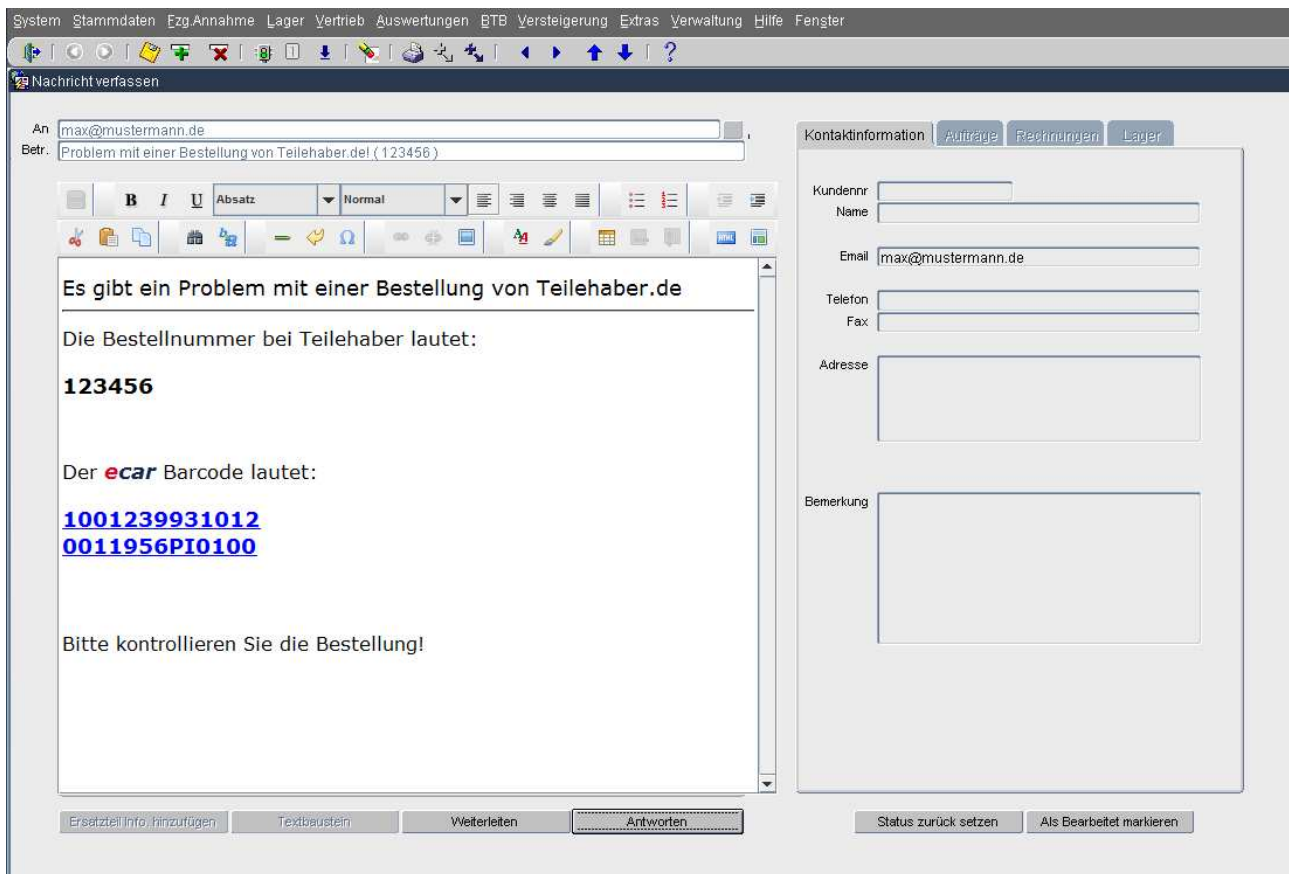 System Stammdaten Fzg.Annahme Lager Vertrieb Auswertungen BTB Versteigerung Extras Verwaltung Hilfe Fenster
Nachricht verfassen
An max@mustermann.de
Betr. Problem mit einer Bestellung von Teilehaber.de! ( 123456 )
B I U Absatz Normal
Es gibt ein Problem mit einer Bestellung von Teilehaber.de
Die Bestellnummer bei Teilehaber lautet:
123456
Der ecar Barcode lautet:
1001239931012
0011956PI0100
Bitte kontrollieren Sie die Bestellung!
Ersatzteil Info. hinzufügen Textbaustein Weiterleiten Antworten
Kontaktinformation Aufträge Rechnungen Lager
Kundennr
Name
Email max@mustermann.de
Telefon
Fax
Adresse
Bemerkung
Status zurück setzen Als Bearbeitet markieren